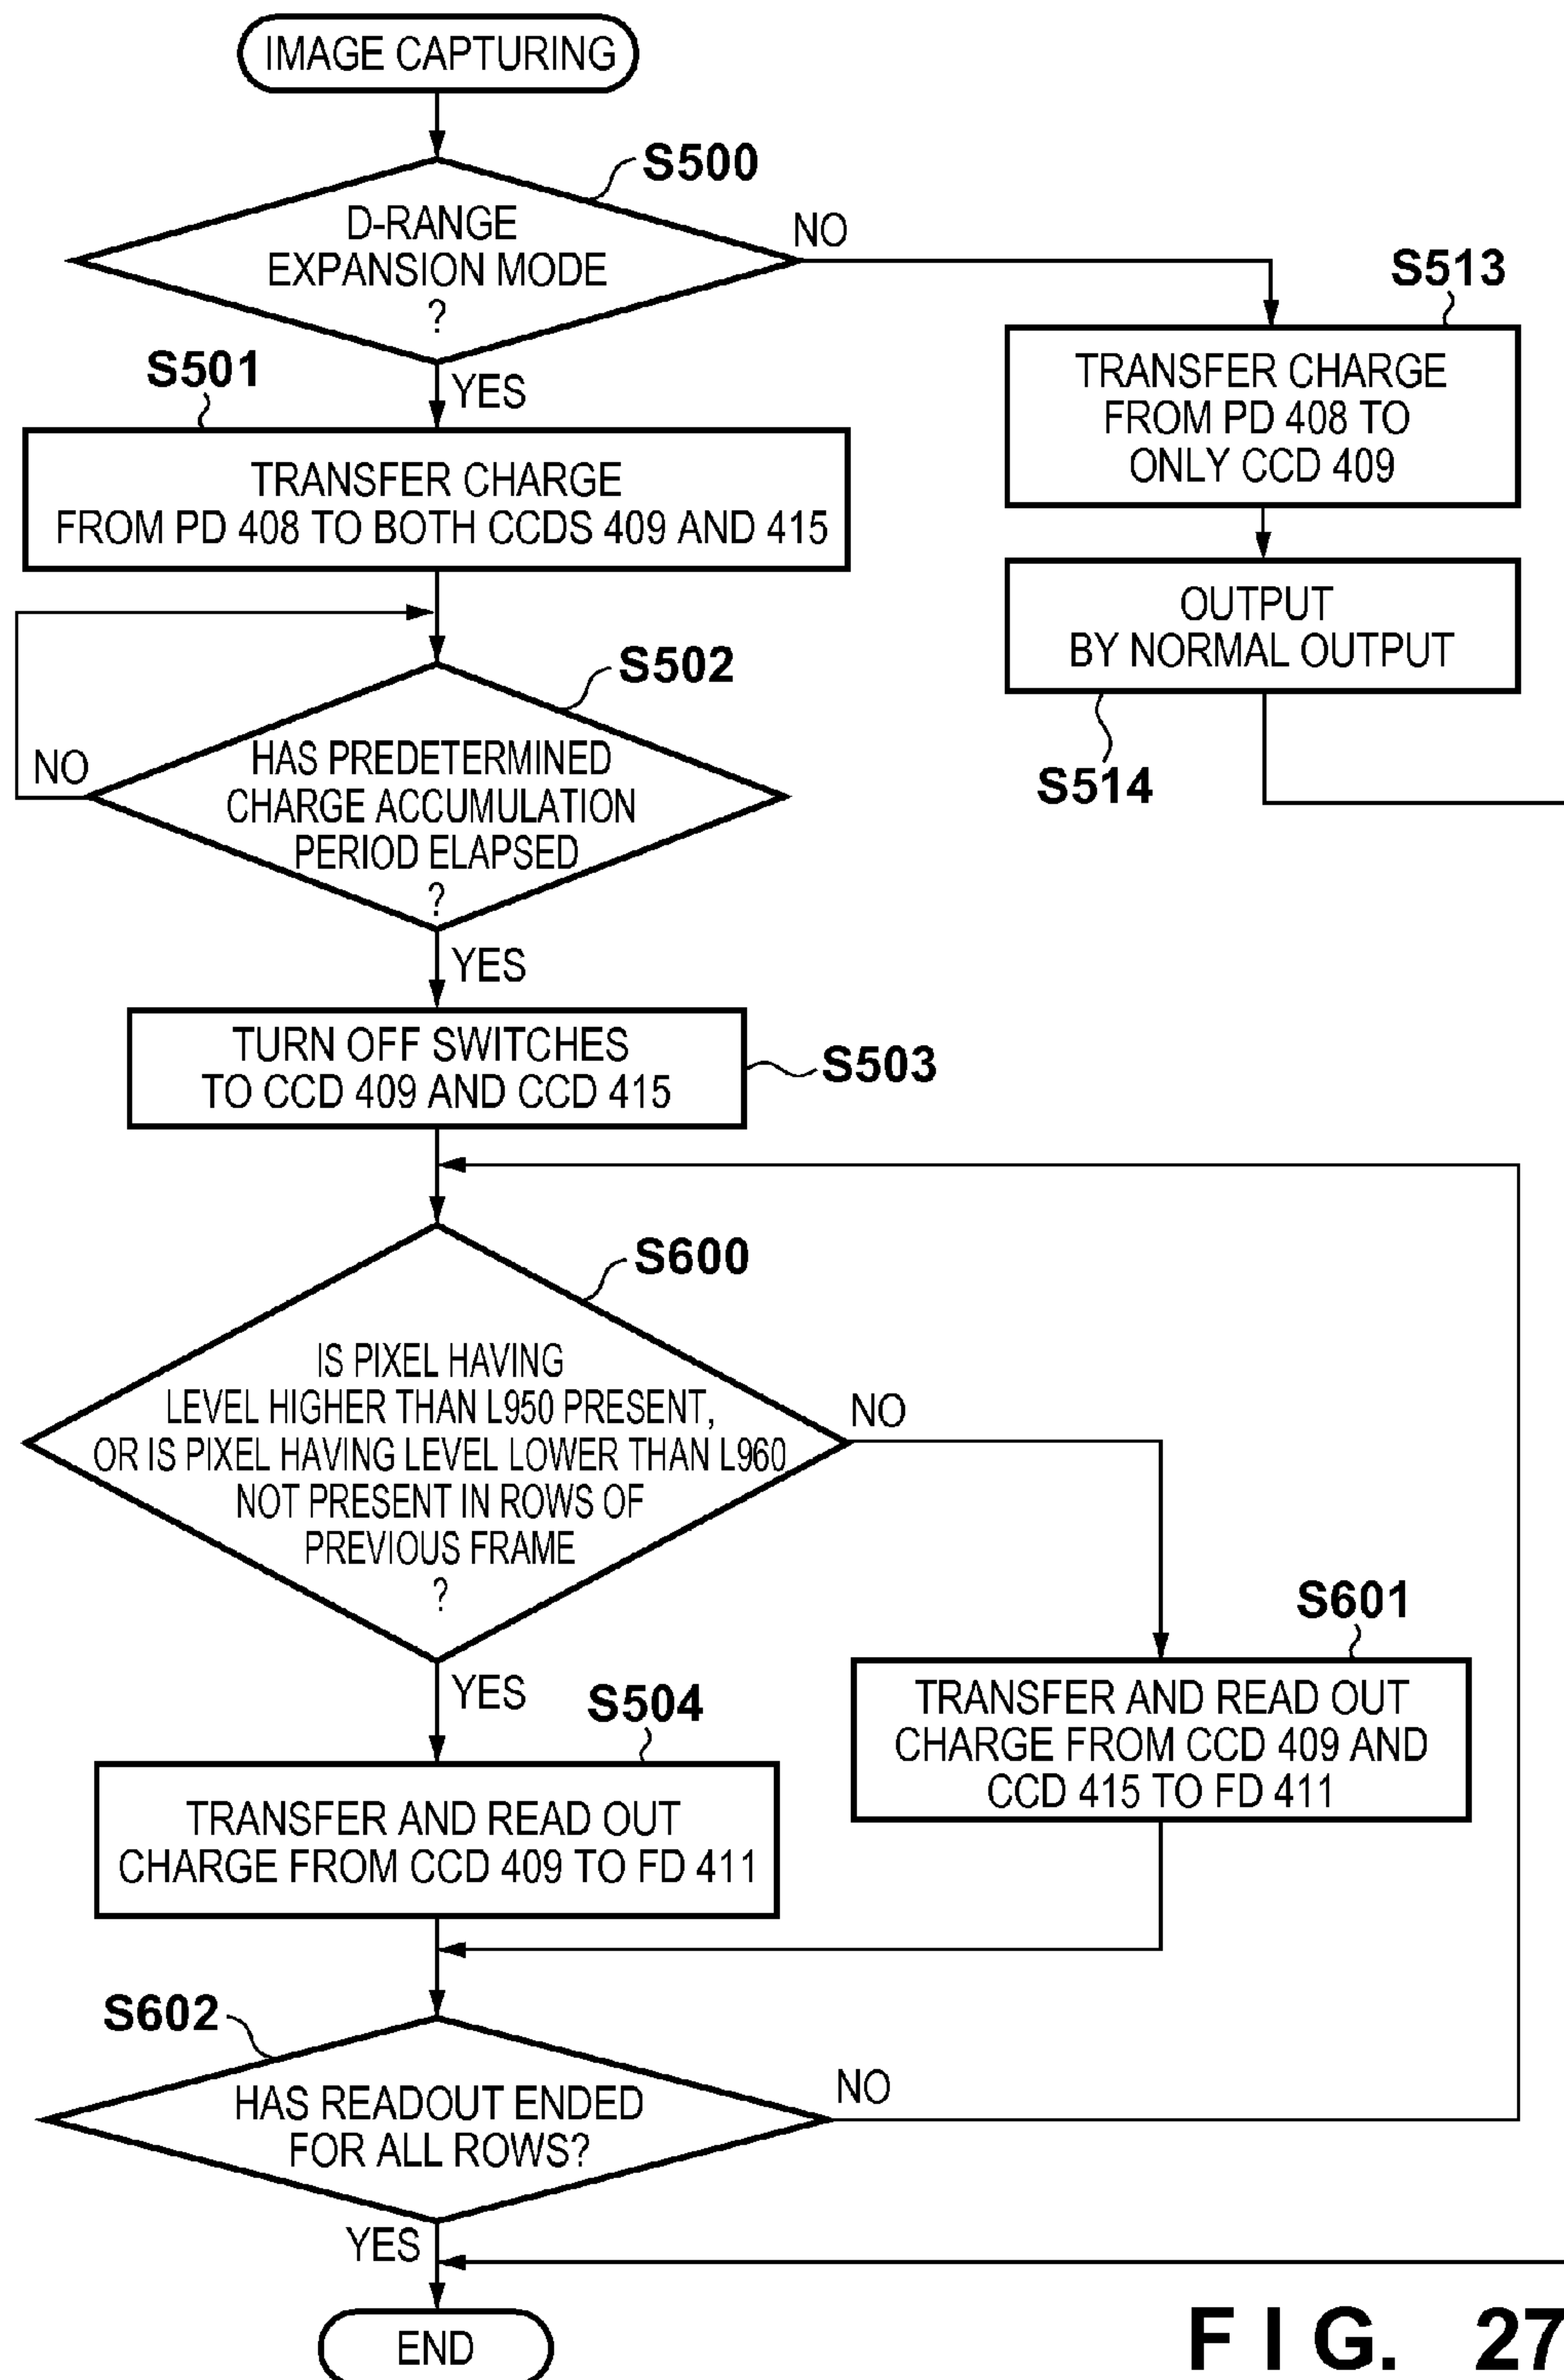 IMAGE CAPTURING
S500
D-RANGE
EXPANSION MODE
?
NO
YES
S513
TRANSFER CHARGE
FROM PD 408 TO
ONLY CCD 409
S501
TRANSFER CHARGE
FROM PD 408 TO BOTH CCDS 409 AND 415
OUTPUT
BY NORMAL OUTPUT
S514
S502
HAS PREDETERMINED
CHARGE ACCUMULATION
PERIOD ELAPSED
?
NO
YES
TURN OFF SWITCHES
TO CCD 409 AND CCD 415
S503
S600
IS PIXEL HAVING
LEVEL HIGHER THAN L950 PRESENT,
OR IS PIXEL HAVING LEVEL LOWER THAN L960
NOT PRESENT IN ROWS OF
PREVIOUS FRAME
?
NO
YES
S601
TRANSFER AND READ OUT
CHARGE FROM CCD 409 AND
CCD 415 TO FD 411
S504
TRANSFER AND READ OUT
CHARGE FROM CCD 409 TO FD 411
S602
HAS READOUT ENDED
FOR ALL ROWS?
NO
YES
END
FIG. 27